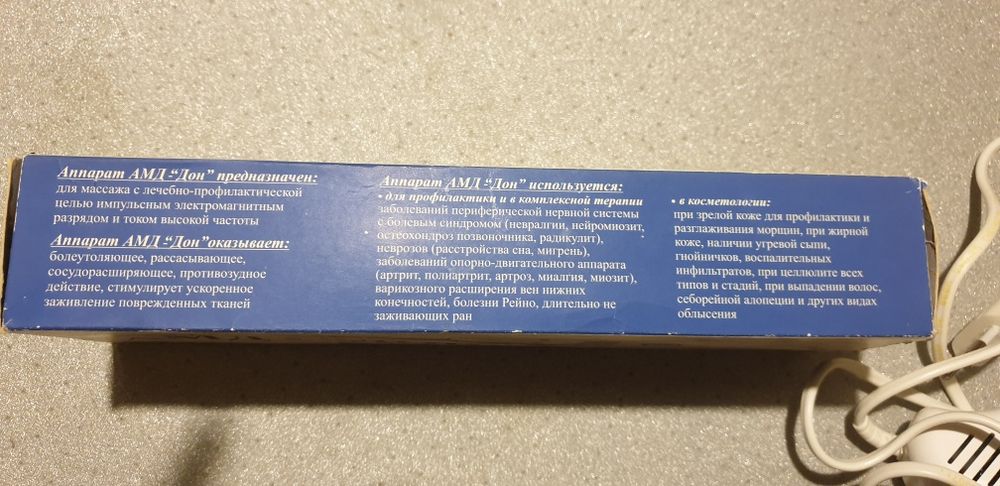 Аппарат АМД “Дон” предназначен:
для массажа с лечебно-профилактической
целью импульсным электромагнитным
разрядом и током высокой частоты
Аппарат АМД “Дон”оказывает:
болеутоляющее, рассасывающее,
сосудорасширяющее, противозудное
действие, стимулирует ускоренное
заживление поврежденных тканей
Аппарат АМД “Дон” используется:
• для профилактики и в комплексной терапии
заболеваний периферической нервной системы
с болевым синдромом (невралгии, нейромиозит,
остеохондроз позвоночника, радикулит),
неврозов (расстройства сна, мигрень),
заболеваний опорно-двигательного аппарата
(артрит, полиартрит, артроз, миалгия, миозит),
варикозного расширения вен нижних
конечностей, болезни Рейно, длительно не
заживающих ран
• в косметологии:
при зрелой коже для профилактики и
разглаживания морщин, при жирной
коже, наличии угревой сыпи,
гнойничков, воспалительных
инфильтратов, при целлюлите всех
типов и стадий, при выпадении волос,
себорейной алопеции и других видах
облысения